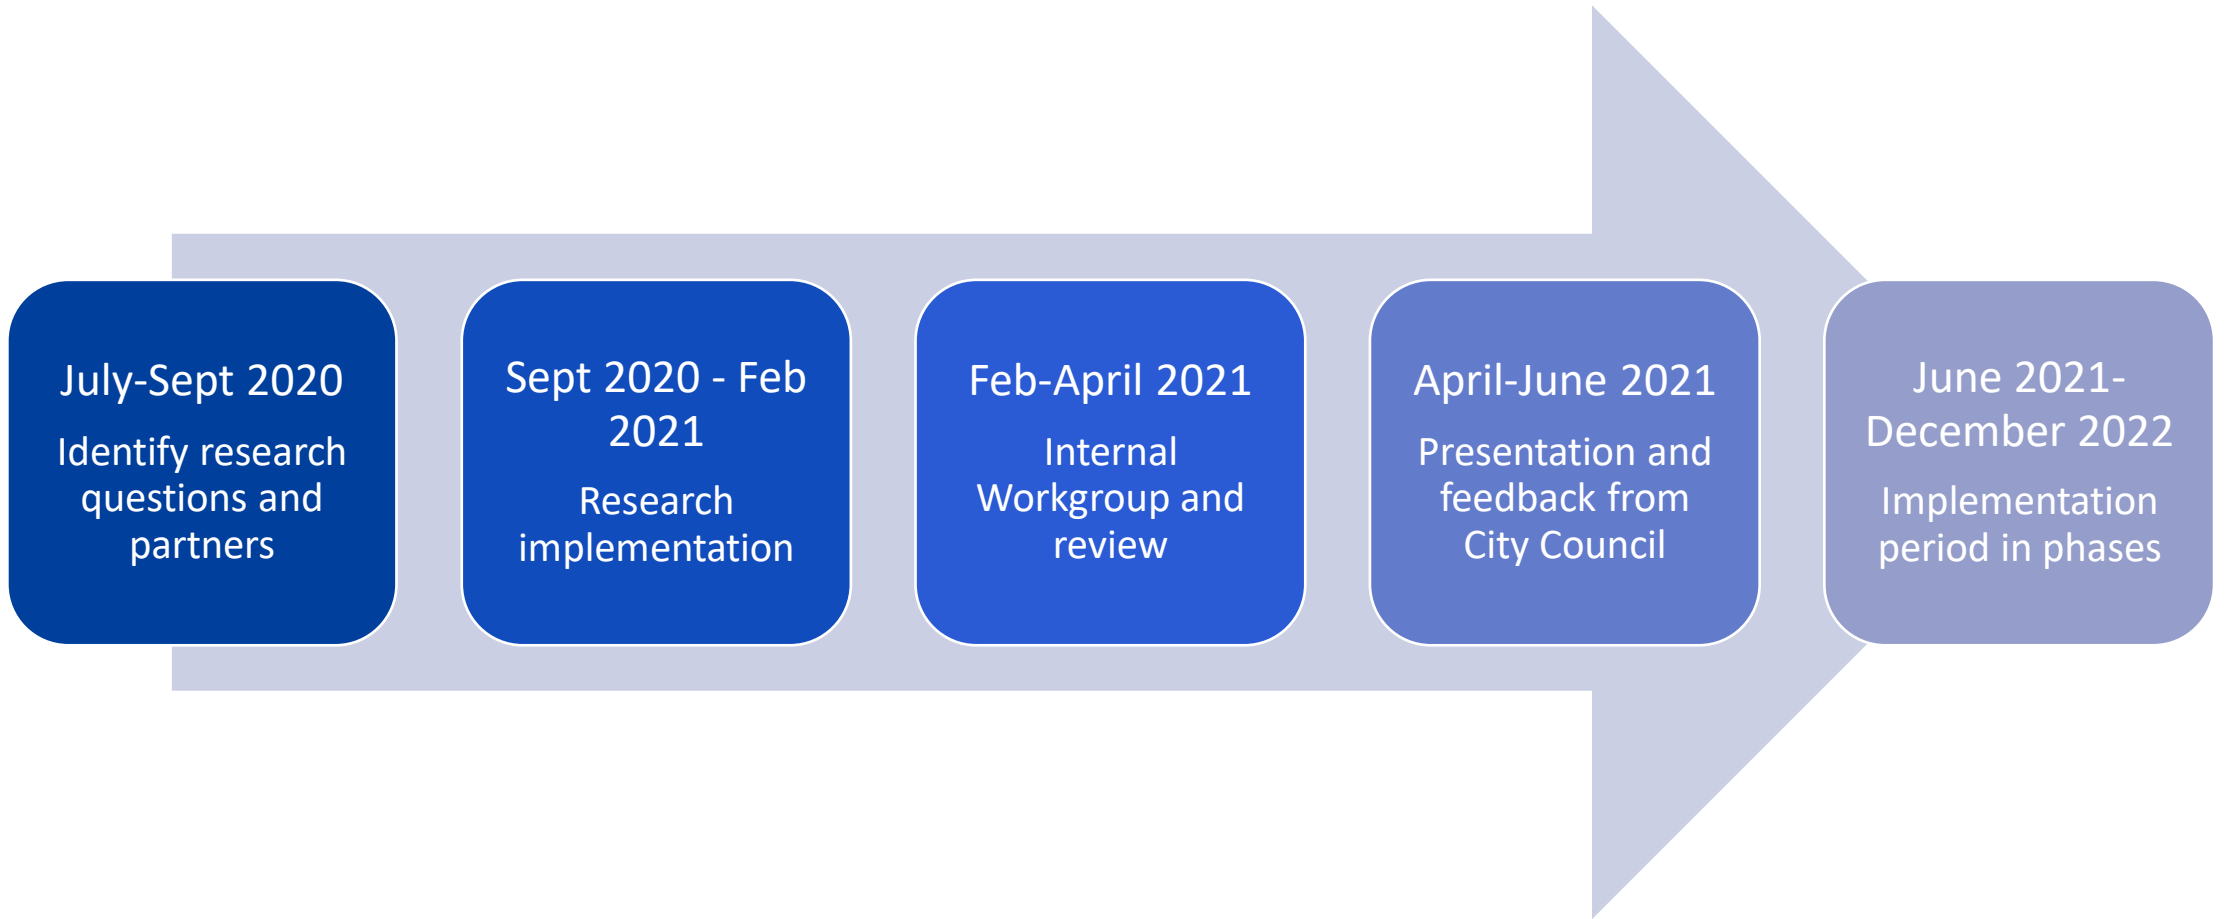 July-Sept 2020
Identify research
questions and
partners
Sept 2020 - Feb
2021
Research
implementation
Feb-April 2021
Internal
Workgroup and
review
April-June 2021
Presentation and
feedback from
City Council
June 2021-
December 2022
Implementation
period in phases